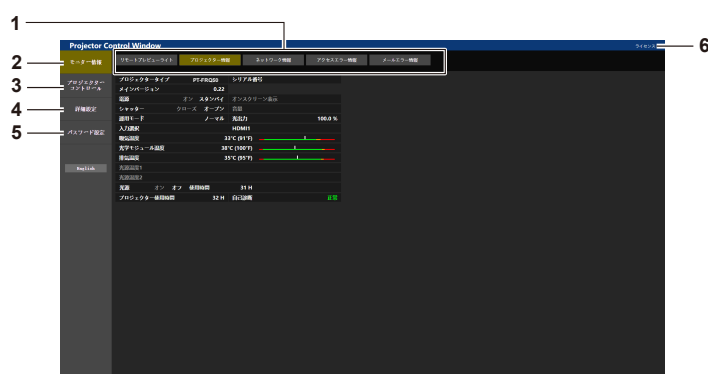 1
6
2
3
4
5
Projector Control Window
ライセンス
モニター情報
リモートプレビューライト プロジェクター情報 ネットワーク情報 アクセスエラー情報 メールエラー情報
プロジェクター
コントロール
詳細設定
パスワード設定
English
プロジェクタータイプ PT-FRQ50 シリアル番号
メインバージョン 0.22
電源 オン スタンバイ オンスクリーン表示
シャッター クローズ オープン 音量
運用モード ノーマル 光出力 100.0 %
入力選択 HDMI1
吸気温度 33°C (91°F)
光学モジュール温度 38°C (100°F)
排気温度 35°C (95°F)
光源温度1
光源温度2
光源 オン オフ 使用時間 31 H
プロジェクター使用時間 32 H 自己診断 正常